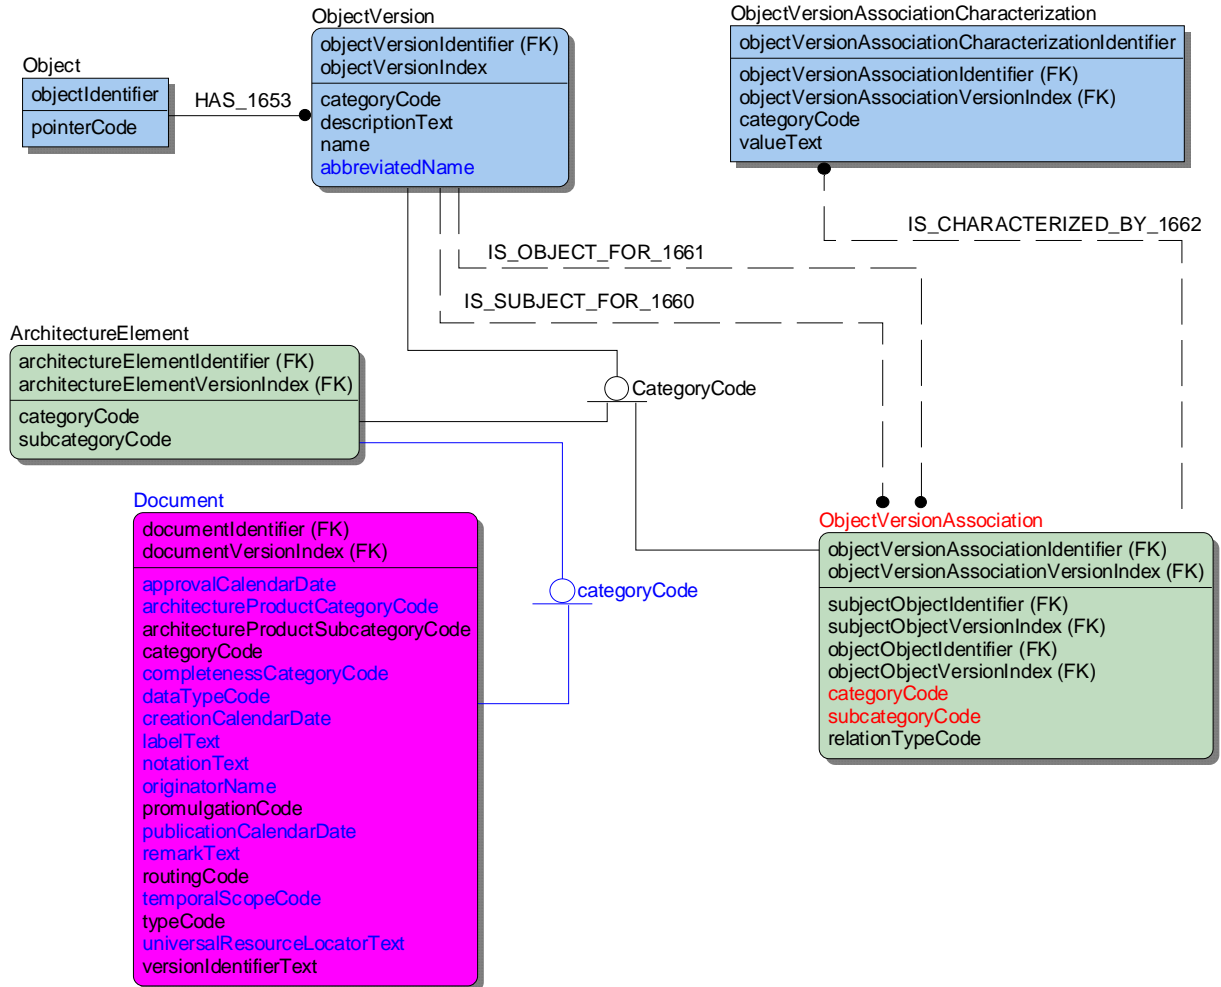 ObjectVersion
objectVersionIdentifier (FK)
objectVersionIndex
categoryCode
descriptionText
name
abbreviatedName
ObjectVersionAssociationCharacterization
objectVersionAssociationCharacterizationIdentifier
objectVersionAssociationIdentifier (FK)
objectVersionAssociationVersionIndex (FK)
categoryCode
valueText
Object
objectIdentifier
pointerCode
HAS_1653
IS_CHARACTERIZED_BY_1662
IS_OBJECT_FOR_1661
IS_SUBJECT_FOR_1660
ArchitectureElement
architectureElementIdentifier (FK)
architectureElementVersionIndex (FK)
categoryCode
subcategoryCode
CategoryCode
Document
documentIdentifier (FK)
documentVersionIndex (FK)
approvalCalendarDate
architectureProductCategoryCode
architectureProductSubcategoryCode
categoryCode
completenessCategoryCode
dataTypeCode
creationCalendarDate
labelText
notationText
originatorName
promulgationCode
publicationCalendarDate
remarkText
routingCode
temporalScopeCode
typeCode
universalResourceLocatorText
versionIdentifierText
categoryCode
ObjectVersionAssociation
objectVersionAssociationIdentifier (FK)
objectVersionAssociationVersionIndex (FK)
subjectObjectIdentifier (FK)
subjectObjectVersionIndex (FK)
objectObjectIdentifier (FK)
objectObjectVersionIndex (FK)
categoryCode
subcategoryCode
relationTypeCode